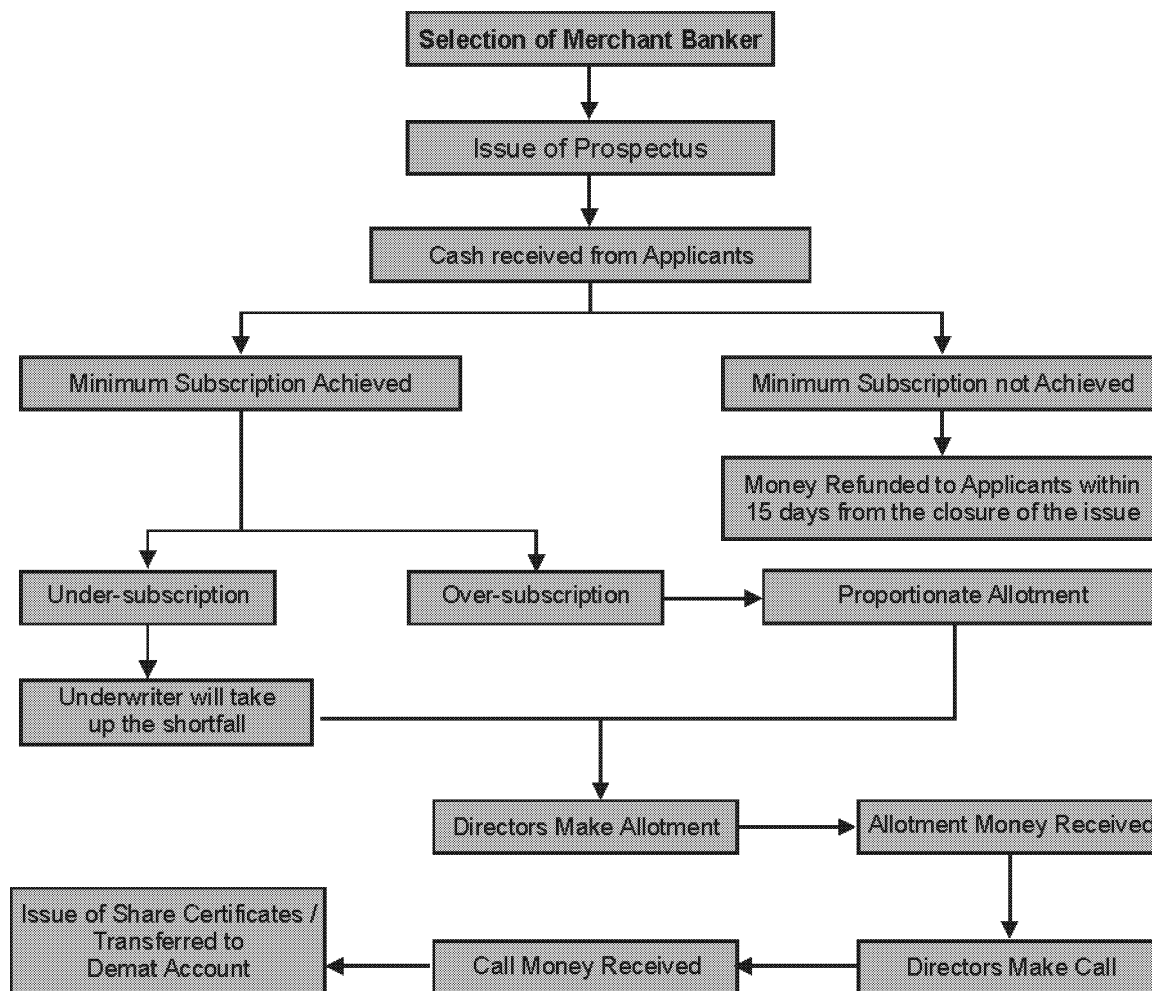 Selection of Merchant Banker
Issue of Prospectus
Cash received from Applicants
Minimum Subscription Achieved
Minimum Subscription not Achieved
Money Refunded to Applicants within
15 days from the closure of the issue
Under-subscription
Over-subscription
Proportionate Allotment
Underwriter will take
up the shortfall
Directors Make Allotment
Allotment Money Received
Issue of Share Certificates /
Transferred to
Demat Account
Call Money Received
Directors Make Call